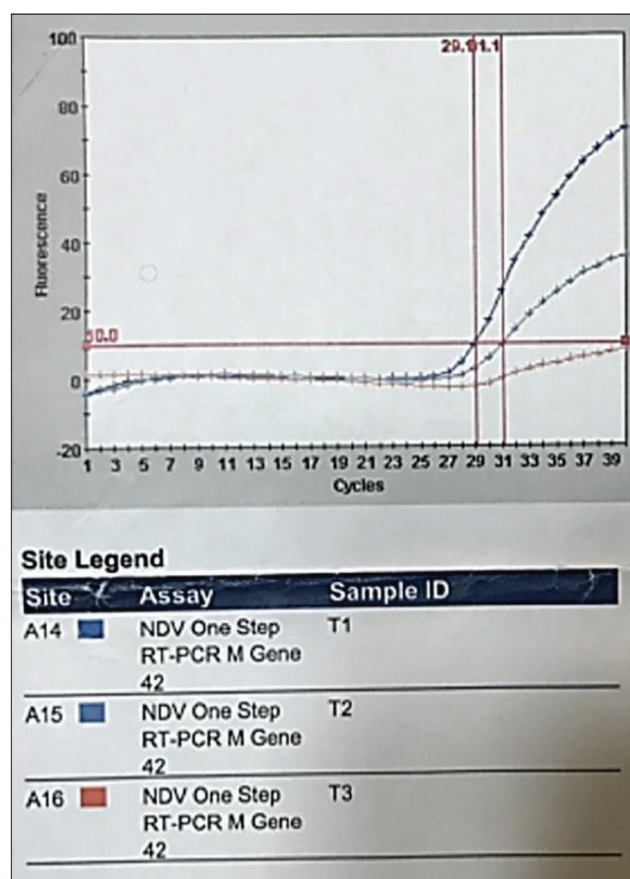 100
29. 31.1
80
60
40
20
10.0
0
-20
Fluorescence
1 3 5 7 9 11 13 15 17 19 21 23 25 27 29 31 33 35 37 39
Cycles
Site Legend
Site Assay Sample ID
A14 NDV One Step T1
RT-PCR M Gene
42
A15 NDV One Step T2
RT-PCR M Gene
42
A16 NDV One Step T3
RT-PCR M Gene
42